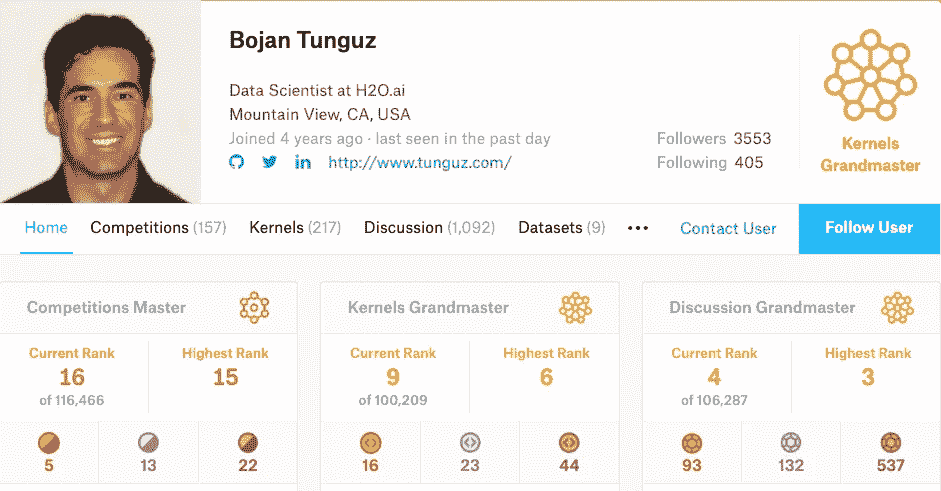 Bojan Tunguz
Data Scientist at H2O.ai
Mountain View, CA, USA
Joined 4 years ago · last seen in the past day
http://www.tunguz.com/
Followers 3553
Following 405
Kernels
Grandmaster
Home Competitions (157) Kernels (217) Discussion (1,092) Datasets (9) ••• Contact User Follow User
Competitions Master
Current Rank Highest Rank
16 15
of 116,466
5 13 22
Kernels Grandmaster
Current Rank Highest Rank
9 6
of 100,209
16 23 44
Discussion Grandmaster
Current Rank Highest Rank
4 3
of 106,287
93 132 537